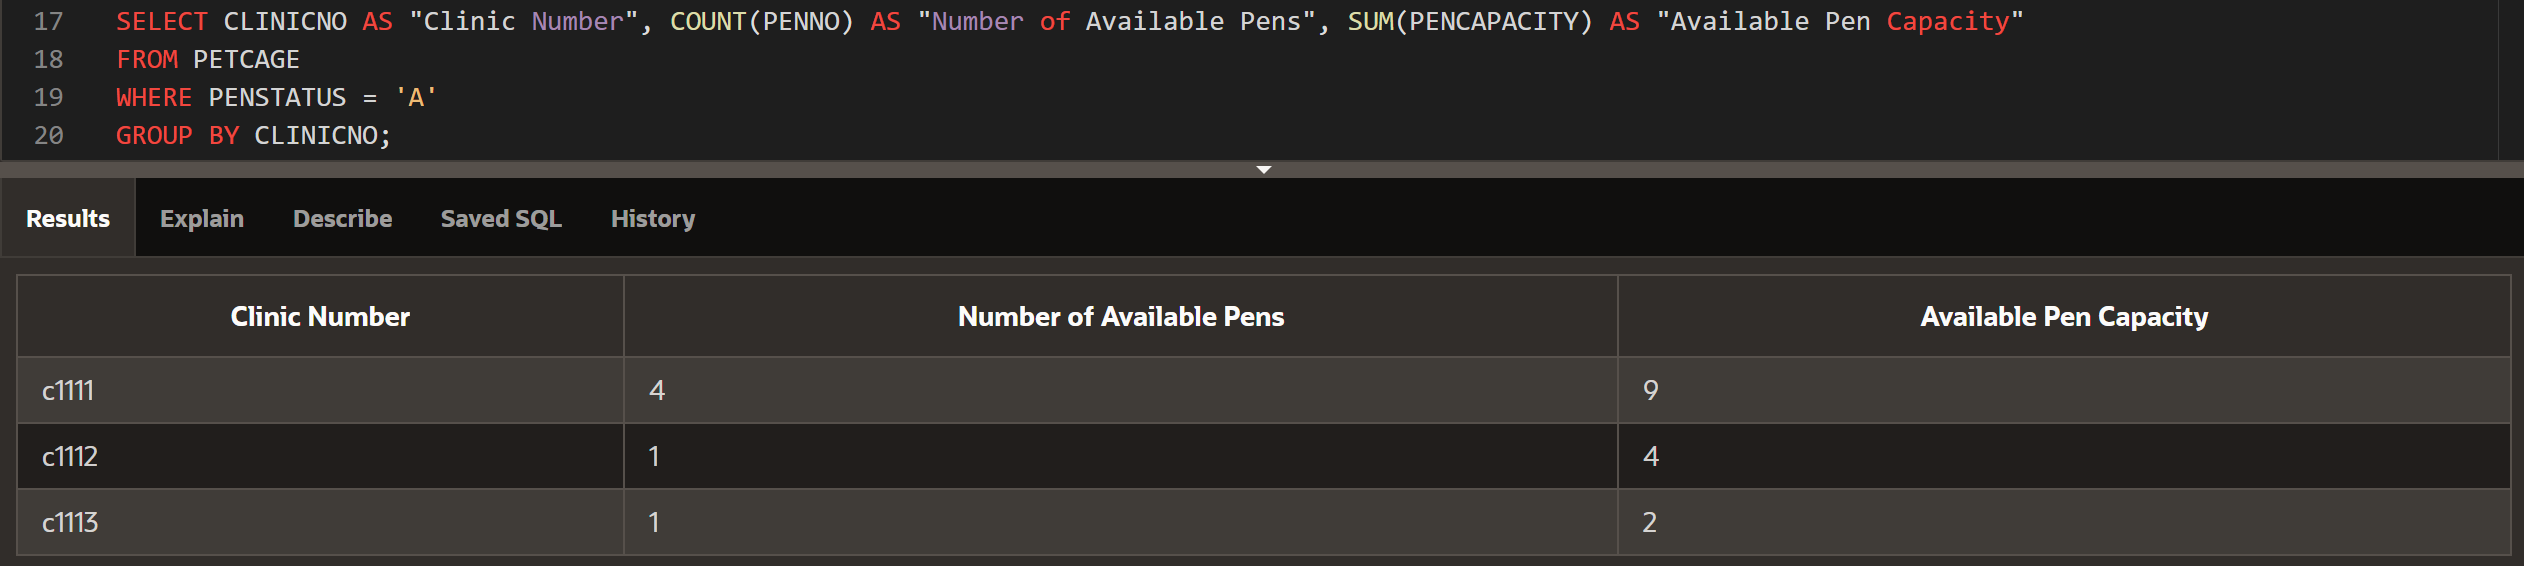 17 SELECT CLINICNO AS "Clinic Number", COUNT(PENNO) AS "Number of Available Pens", SUM(PENCAPACITY) AS "Available Pen Capacity"
18 FROM PETCAGE
19 WHERE PENSTATUS = 'A'
20 GROUP BY CLINICNO;
Results Explain Describe Saved SQL History
Clinic Number Number of Available Pens Available Pen Capacity
c1111 4 9
c1112 1 4
c1113 1 2